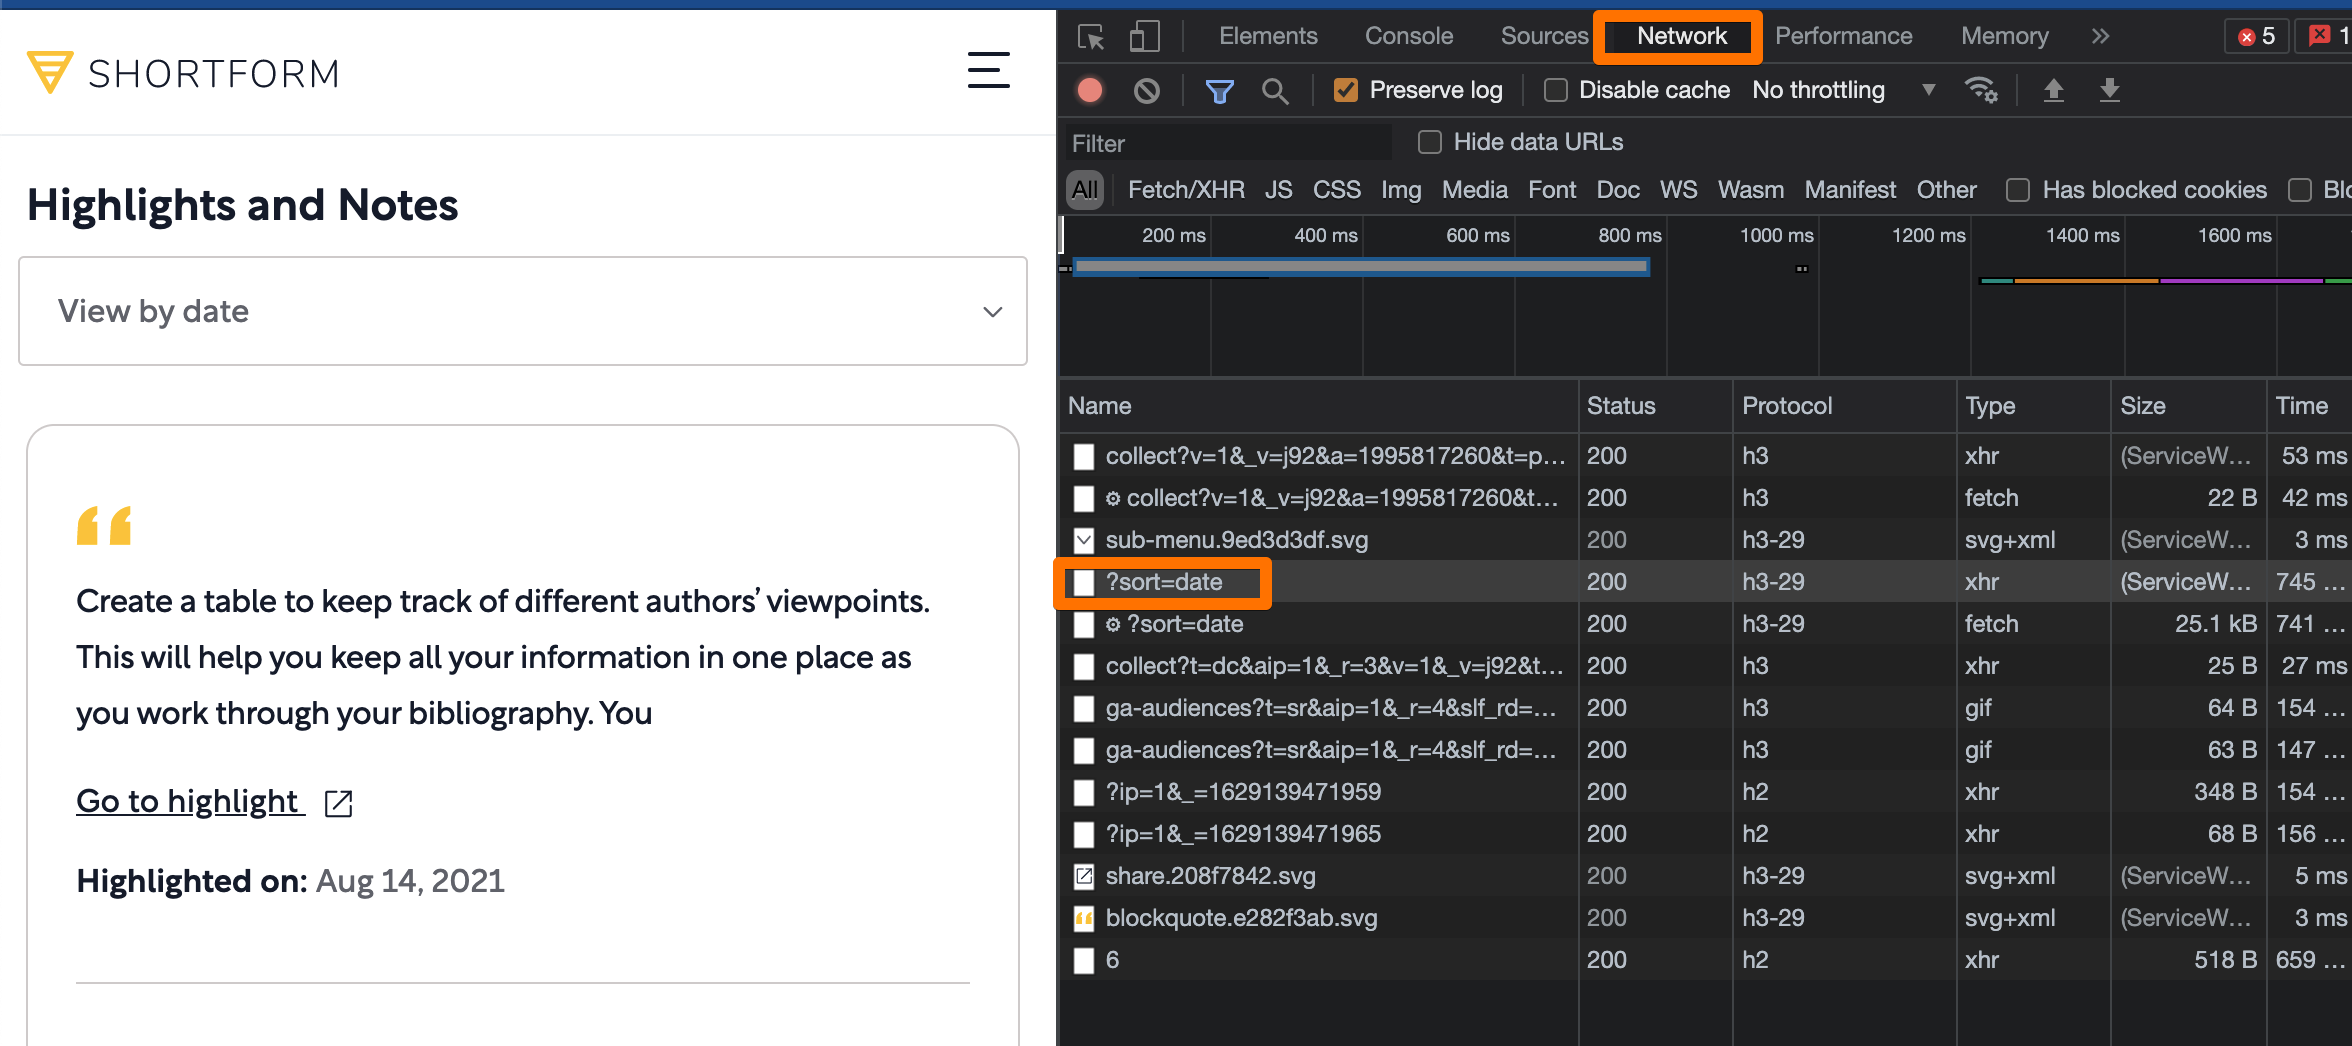 SHORTFORM
Highlights and Notes
View by date
Create a table to keep track of different authors’ viewpoints.
This will help you keep all your information in one place as
you work through your bibliography. You
Go to highlight
Highlighted on: Aug 14, 2021
Elements Console Sources Network Performance Memory » 5 1
Preserve log Disable cache No throttling
Filter Hide data URLs
All Fetch/XHR JS CSS Img Media Font Doc WS Wasm Manifest Other Has blocked cookies Blo
200 ms 400 ms 600 ms 800 ms 1000 ms 1200 ms 1400 ms 1600 ms
Name Status Protocol Type Size Time
collect?v=1&_v=j92&a=1995817260&t=p... 200 h3 xhr (ServiceW... 53 ms
collect?v=1&_v=j92&a=1995817260&t... 200 h3 fetch 22 B 42 ms
sub-menu.9ed3d3df.svg 200 h3-29 svg+xml (ServiceW... 3 ms
?sort=date 200 h3-29 xhr (ServiceW... 745 ...
?sort=date 200 h3-29 fetch 25.1 kB 741 ...
collect?t=dc&aip=1&_r=3&v=1&_v=j92&t... 200 h3 xhr 25 B 27 ms
ga-audiences?t=sr&aip=1&_r=4&slf_rd=... 200 h3 gif 64 B 154 ...
ga-audiences?t=sr&aip=1&_r=4&slf_rd=... 200 h3 gif 63 B 147 ...
?ip=1&_=1629139471959 200 h2 xhr 348 B 154 ...
?ip=1&_=1629139471965 200 h2 xhr 68 B 156 ...
share.208f7842.svg 200 h3-29 svg+xml (ServiceW... 5 ms
blockquote.e282f3ab.svg 200 h3-29 svg+xml (ServiceW... 3 ms
6 200 h2 xhr 518 B 659 ...